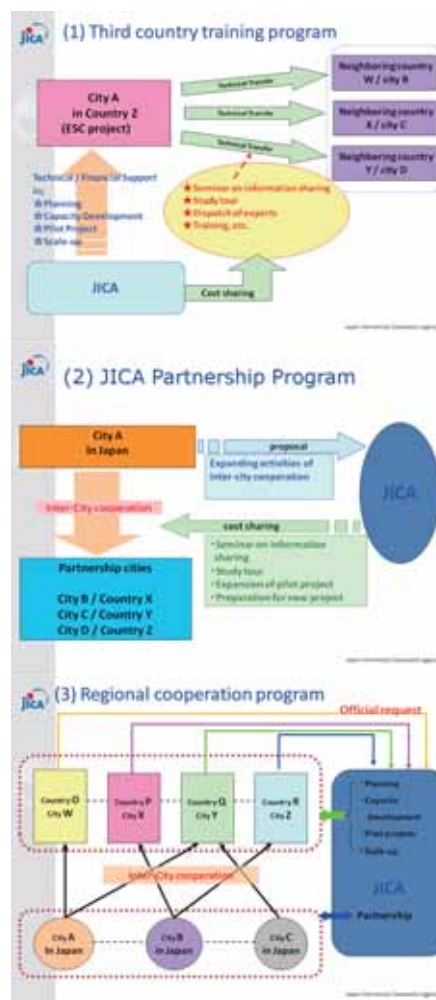 JICA
(1) Third country training program
City A
in Country Z
(ESC project)
Technical Transfer
Technical Transfer
Technical Transfer
Neighboring country
W / city B
Neighboring country
X / city C
Neighboring country
Y / city D
Technical / Financial Support
in;
Planning
Capacity Development
Pilot Project
Scale-up
★Seminar on information sharing
★Study tour
★Dispatch of experts
★Training, etc.
JICA
Cost sharing
JICA
(2) JICA Partnership Program
City A
in Japan
proposal
Expanding activities of
inter-city cooperation
JICA
Inter-City cooperation
cost sharing
・Seminar on information
sharing
・Study tour
・Expansion of pilot project
・Preparation for new project
Partnership cities
City B / Country X
City C / Country Y
City D / Country Z
JICA
(3) Regional cooperation program
Official request
Country O
City W
Country P
City X
Country Q
City Y
Country R
City Z
Planning
Capacity
development
Pilot project
Scale-up
JICA
Partnership
Inter-City cooperation
City A
in Japan
City B
in Japan
City C
in Japan